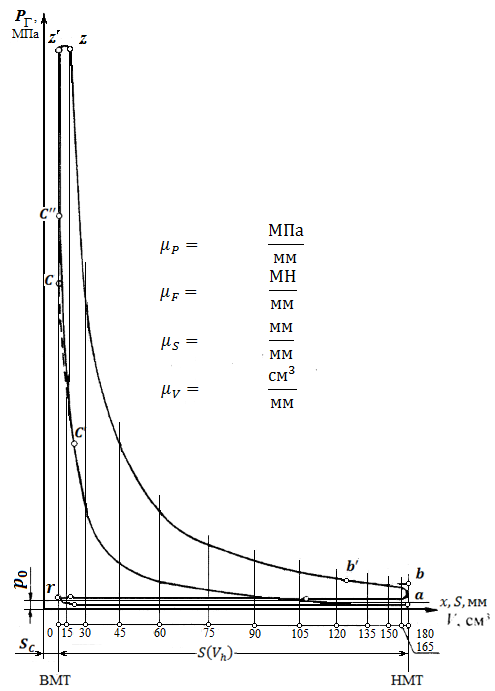 P_Г,
МПа
z′ z
C″
C
C′
μ_P = МПа/мм
μ_F = МН/мм
μ_S = мм/мм
μ_V = см³/мм
b′ b
p₀ r a
x, S, мм
V, см³
0 15 30 45 60 75 90 105 120 135 150 180
165
S_C S(V_h)
ВМТ НМТ